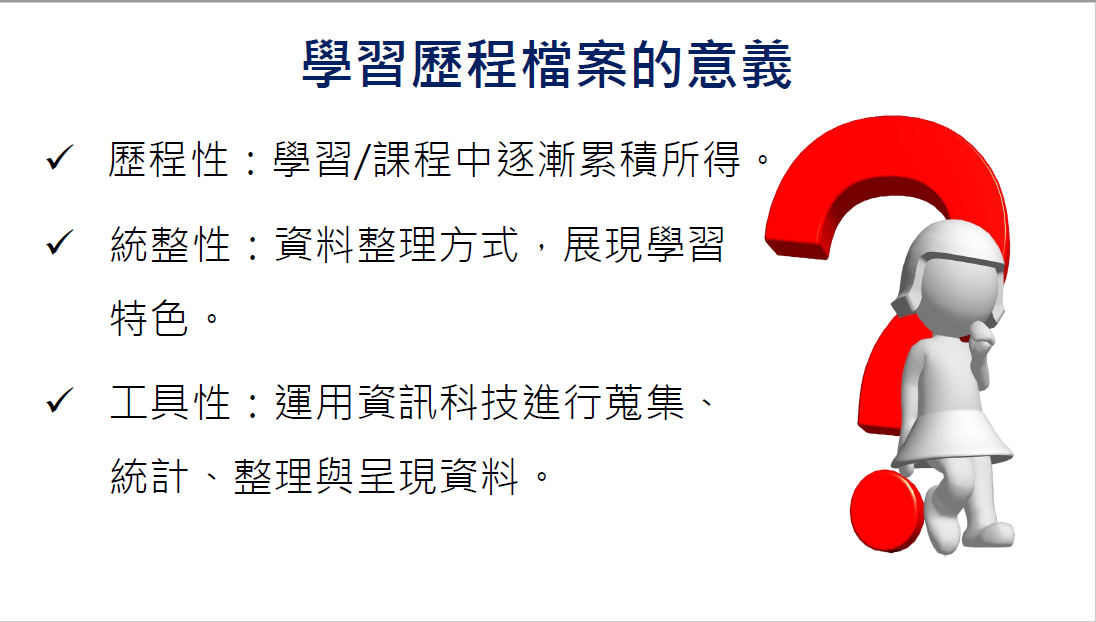 學習歷程檔案的意義
✓ 歷程性：學習/課程中逐漸累積所得。
✓ 統整性：資料整理方式，展現學習
特色。
✓ 工具性：運用資訊科技進行蒐集、
統計、整理與呈現資料。